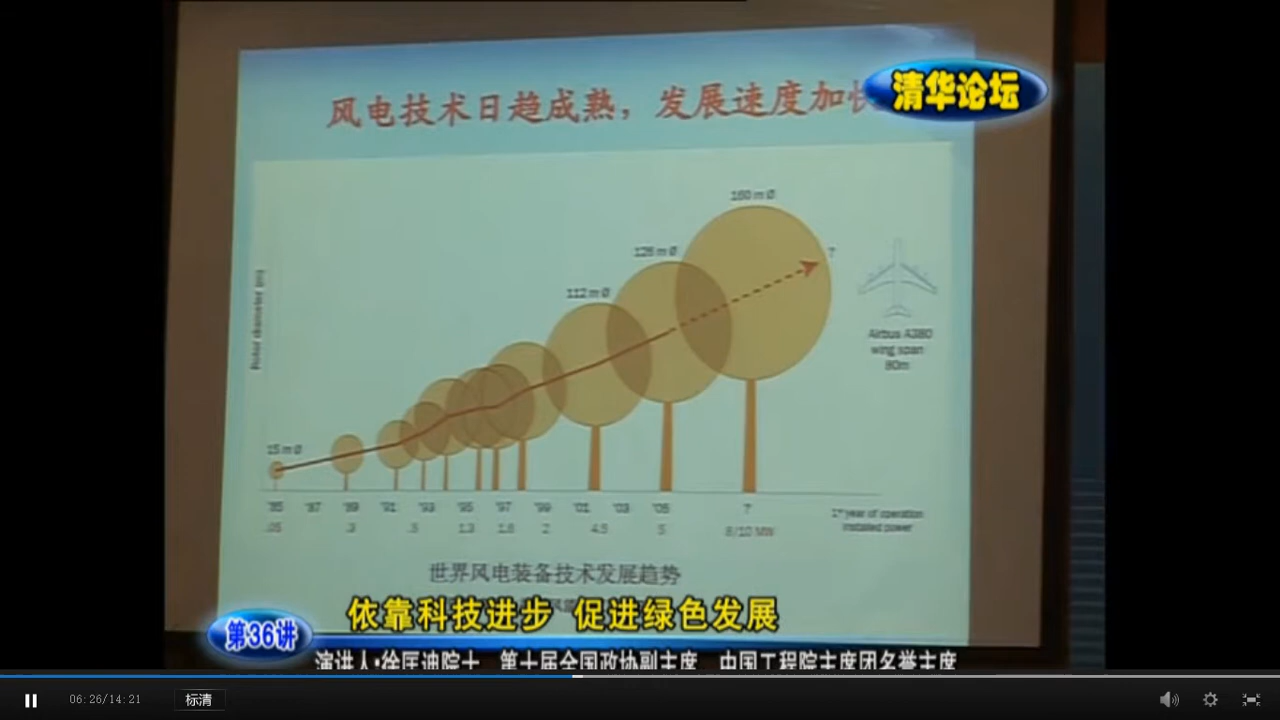 清华论坛
风电技术日趋成熟，发展速度加快
160 m Ø
126 m Ø
112 m Ø
?
Rotor diameter (m)
Airbus A380
wing span
80m
15 m Ø
'85 '87 '89 '91 '93 '95 '97 '99 '01 '03 '05 ?
1st year of operation
.05 .3 .5 1.3 1.6 2 4.5 5 8/10 MW
installed power
世界风电装备技术发展趋势
依靠科技进步 促进绿色发展
第36讲
演讲人·徐匡迪院士 第十届全国政协副主席 中国工程院主席团名誉主席
06:26/14:21
标清